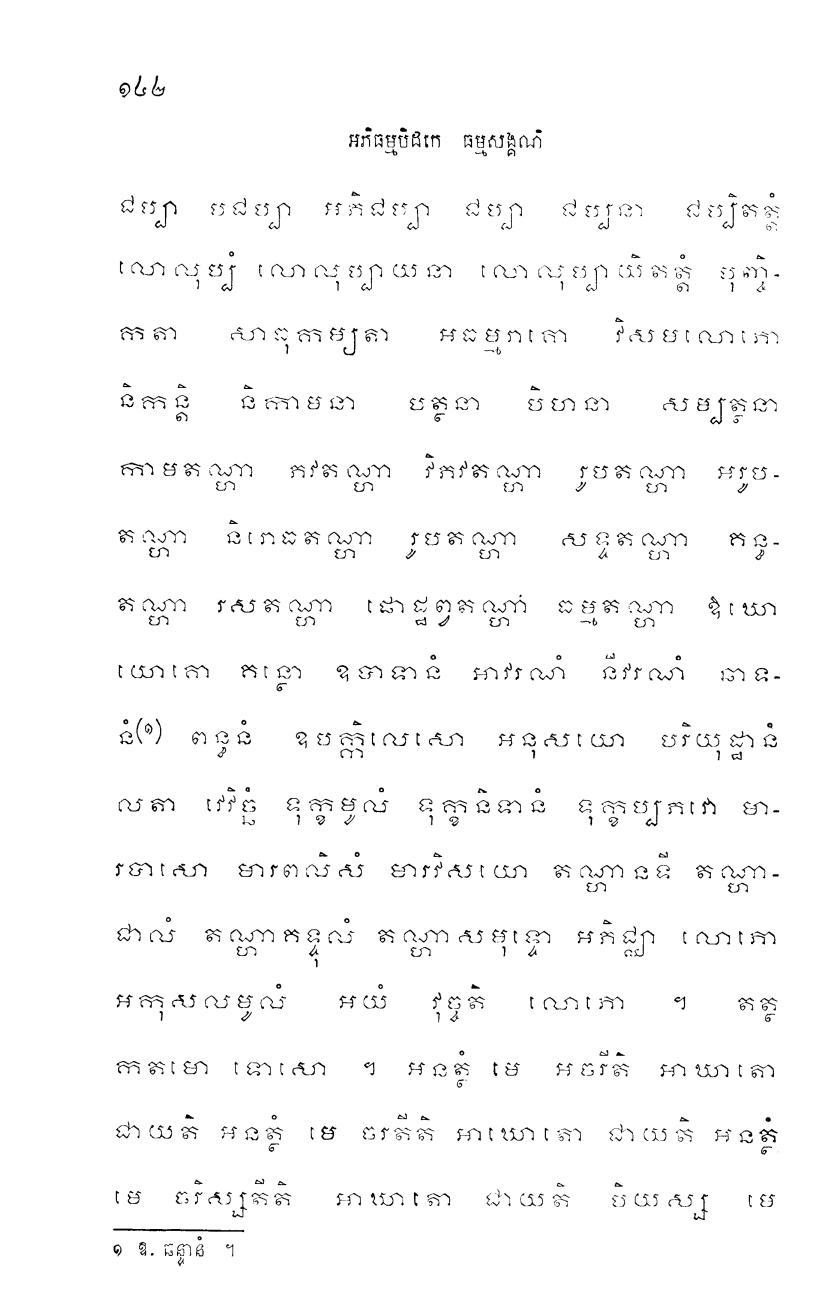 ១៤២
អភិធម្មបិដកេ ធម្មសង្គណិ
ជប្បា បជប្បា អភិជប្បា ជប្បា ជប្បនា ជប្បិតត្តំ
លោលុប្បំ លោលុប្បាយនា លោលុប្បាយិតត្តំ បុញ្ចិ-
កតា សាធុកម្យតា អធម្មរាគោ វិសមលោភោ
និកន្តិ និកាមនា បត្ថនា បិហនា សម្បត្ថនា
កាមតណ្ហា ភវតណ្ហា វិភវតណ្ហា រូបតណ្ហា អរូប-
តណ្ហា និរោធតណ្ហា រូបតណ្ហា សទ្ទតណ្ហា គន្ធ-
តណ្ហា រសតណ្ហា ផោដ្ឋព្វតណ្ហា ធម្មតណ្ហា ឱឃោ
យោគោ គន្ថោ ឧបាទានំ អាវរណំ នីវរណំ ឆាទ-
នំ(១) ពន្ធនំ ឧបក្កិលេសោ អនុសយោ បរិយុដ្ឋានំ
លតា វេវិច្ឆំ ទុក្ខមូលំ ទុក្ខនិទានំ ទុក្ខប្បភវោ មា-
របាសោ មារពលិសំ មារវិសយោ តណ្ហានទី តណ្ហា-
ជាលំ តណ្ហាគទ្ទុលំ តណ្ហាសមុទ្ទោ អភិជ្ឈា លោភោ
អកុសលមូលំ អយំ វុច្ចតិ លោភោ ។ តត្ថ
កតមោ ទោសោ ។ អនត្ថំ មេ អចរីតិ អាឃាតោ
ជាយតិ អនត្ថំ មេ ចរតីតិ អាឃោតោ ជាយតិ អនត្ថំ
មេ ចរិស្សតីតិ អាឃាតោ ជាយតិ បិយស្ស មេ
១ ឱ. ឆន្ទានំ ។